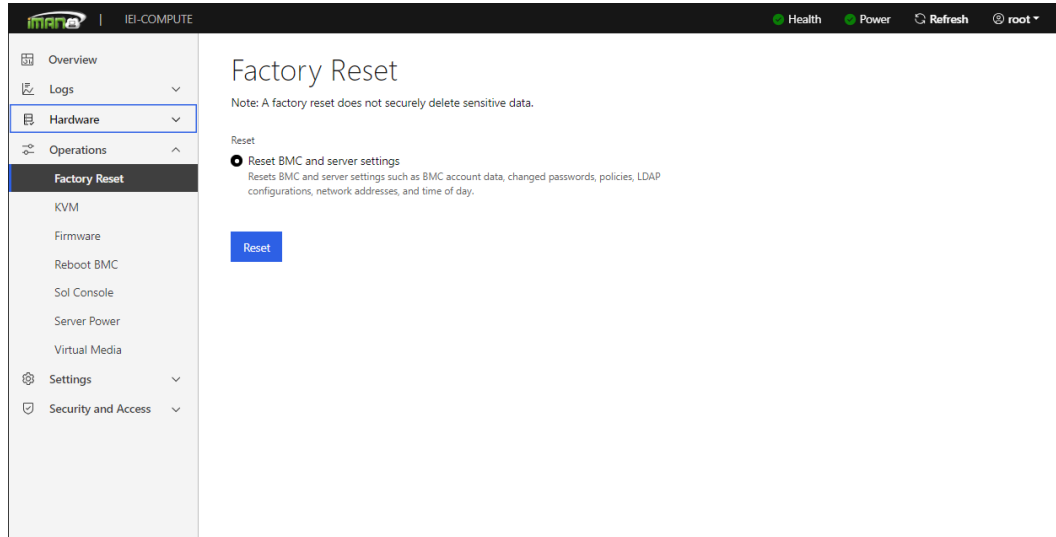 iMAN | IEI-COMPUTE Health Power Refresh root
Overview
Logs
Hardware
Operations
Factory Reset
KVM
Firmware
Reboot BMC
Sol Console
Server Power
Virtual Media
Settings
Security and Access
Factory Reset
Note: A factory reset does not securely delete sensitive data.
Reset
Reset BMC and server settings
Resets BMC and server settings such as BMC account data, changed passwords, policies, LDAP
configurations, network addresses, and time of day.
Reset